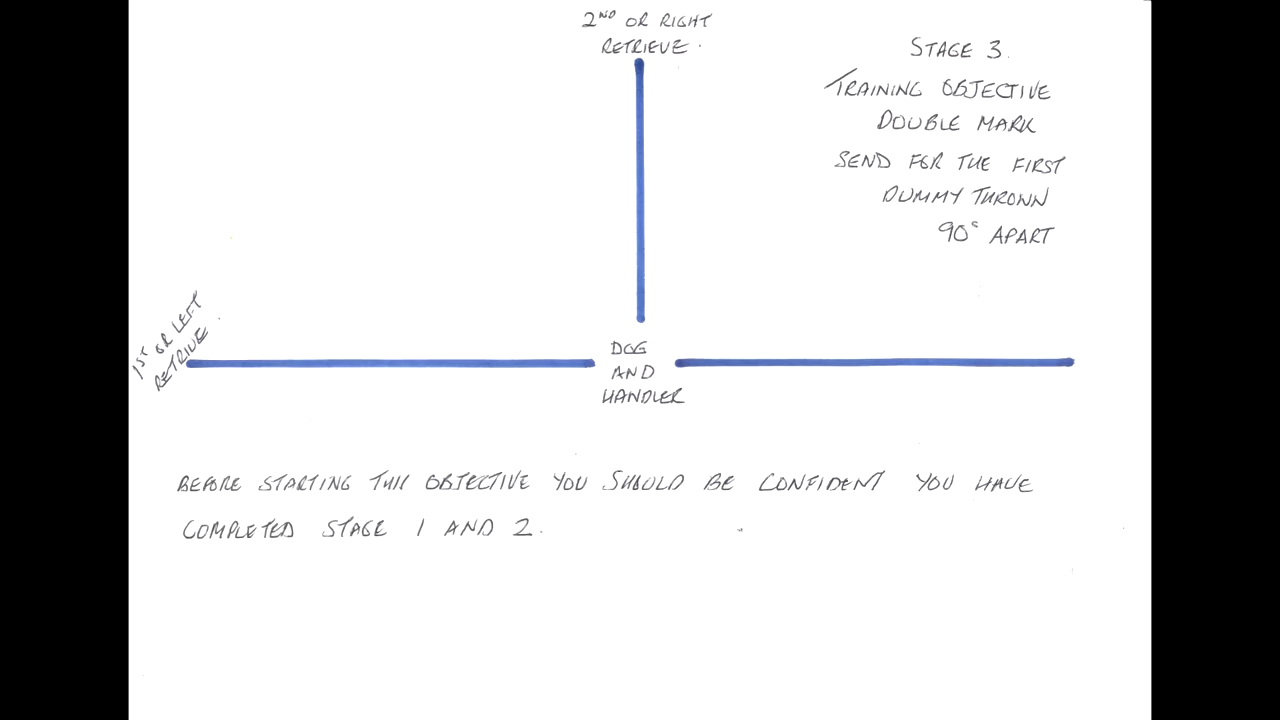 2ND OR RIGHT
RETRIEVE.
STAGE 3.
TRAINING OBJECTIVE
DOUBLE MARK
SEND FOR THE FIRST
DUMMY THROWN
90° APART
1ST OR LEFT
RETRIVE.
DOG
AND
HANDLER
BEFORE STARTING THIS OBJECTIVE YOU SHOULD BE CONFIDENT YOU HAVE
COMPLETED STAGE 1 AND 2.